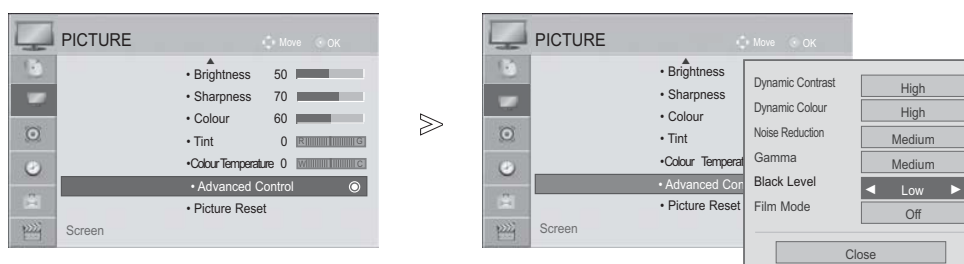 PICTURE
Move OK
• Brightness 50
• Sharpness 70
• Colour 60
• Tint 0 R G
• Colour Temperature 0 W C
• Advanced Control
• Picture Reset
Screen
>
PICTURE
Move OK
• Brightness
• Sharpness
• Colour
• Tint
• Colour Temperat
• Advanced Con
• Picture Reset
Screen
Dynamic Contrast High
Dynamic Colour High
Noise Reduction Medium
Gamma Medium
Black Level ◀ Low ▶
Film Mode Off
Close